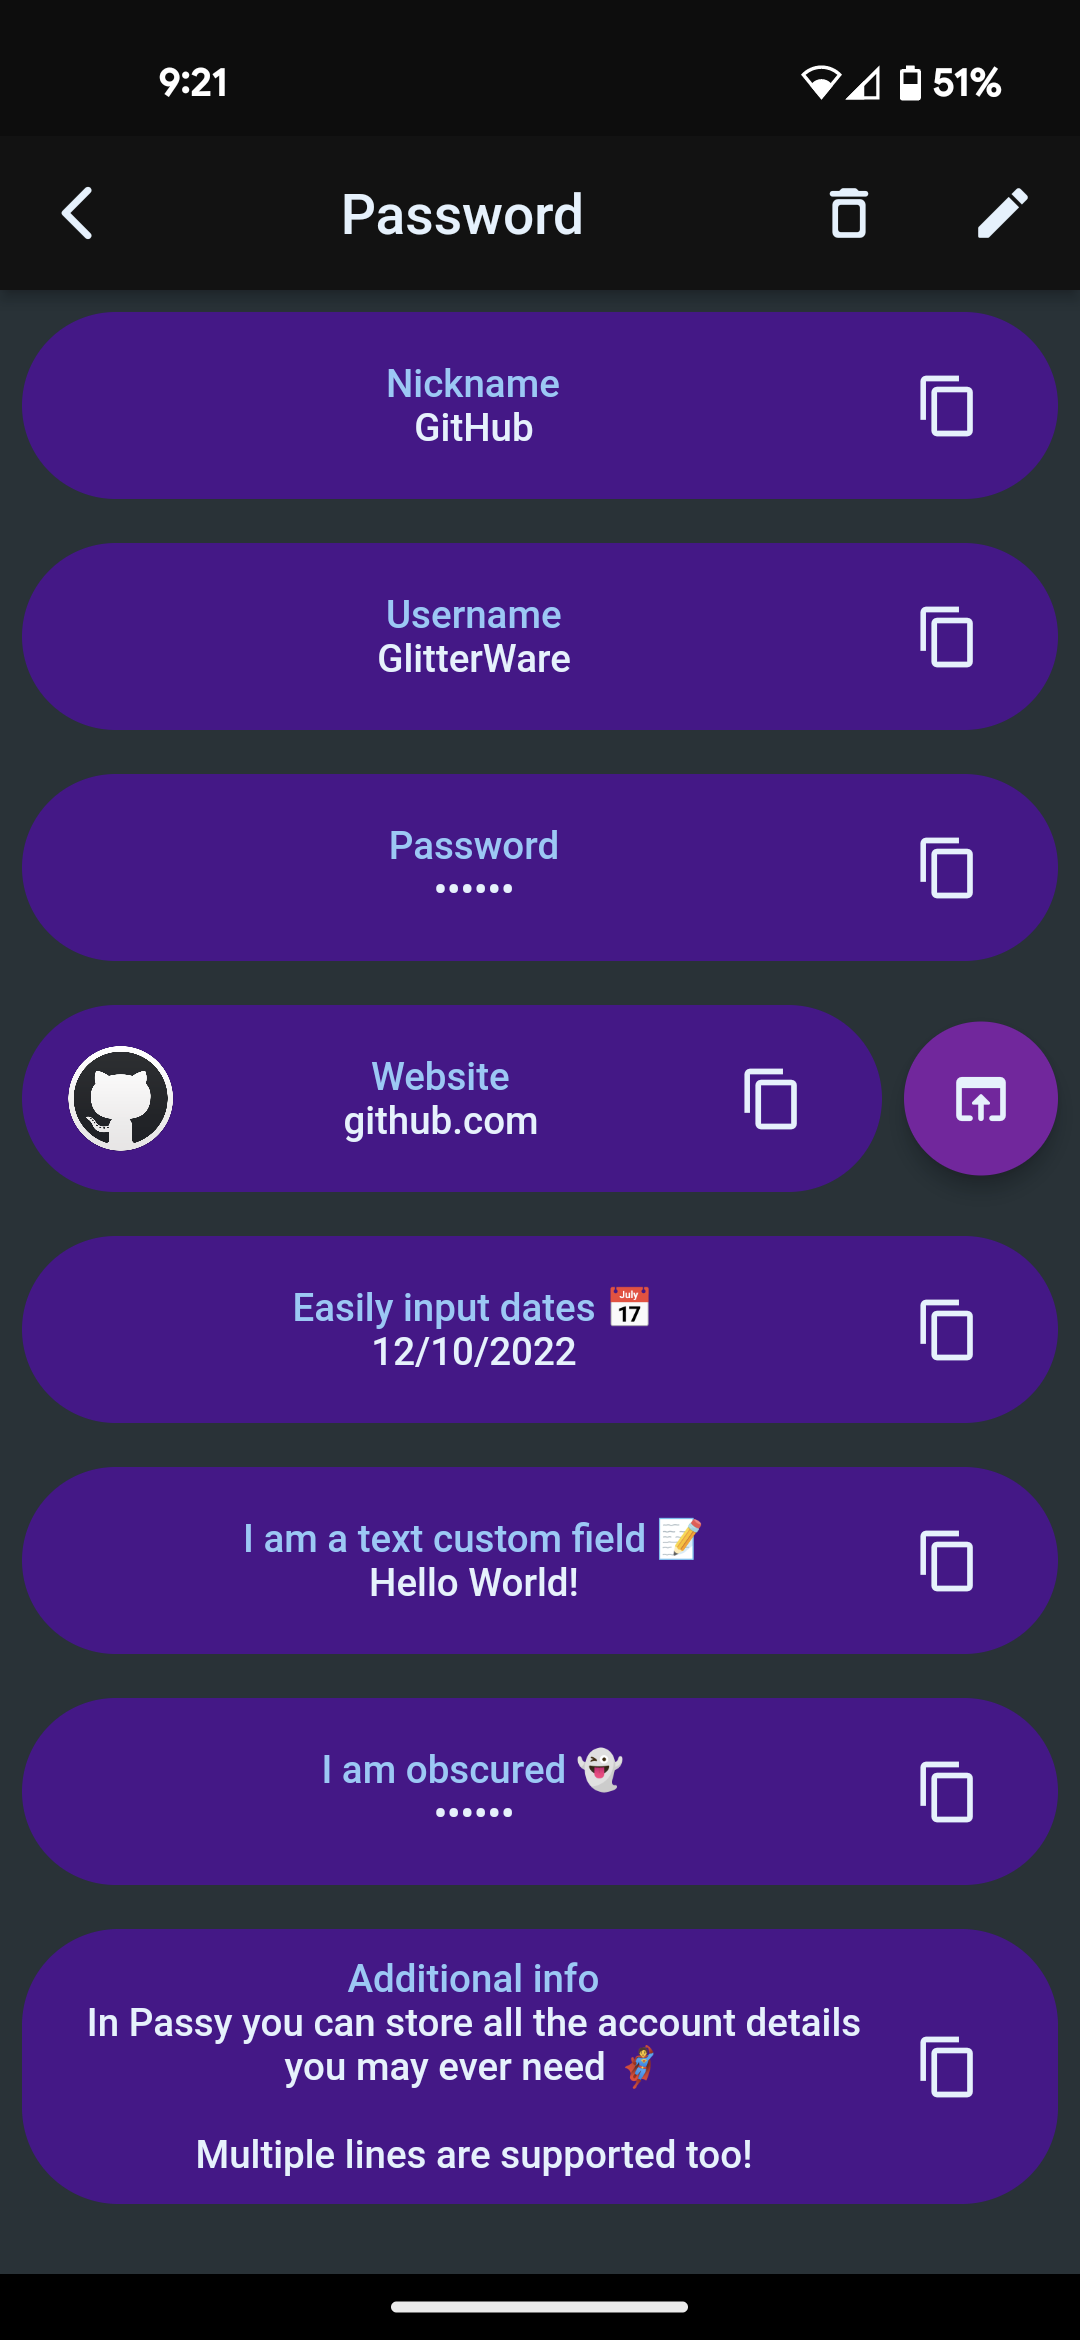 9:21
51%
Password
Nickname
GitHub
Username
GlitterWare
Password
••••••
Website
github.com
Easily input dates 📅
12/10/2022
I am a text custom field 📝
Hello World!
I am obscured 👻
••••••
Additional info
In Passy you can store all the account details
you may ever need 🦸
Multiple lines are supported too!